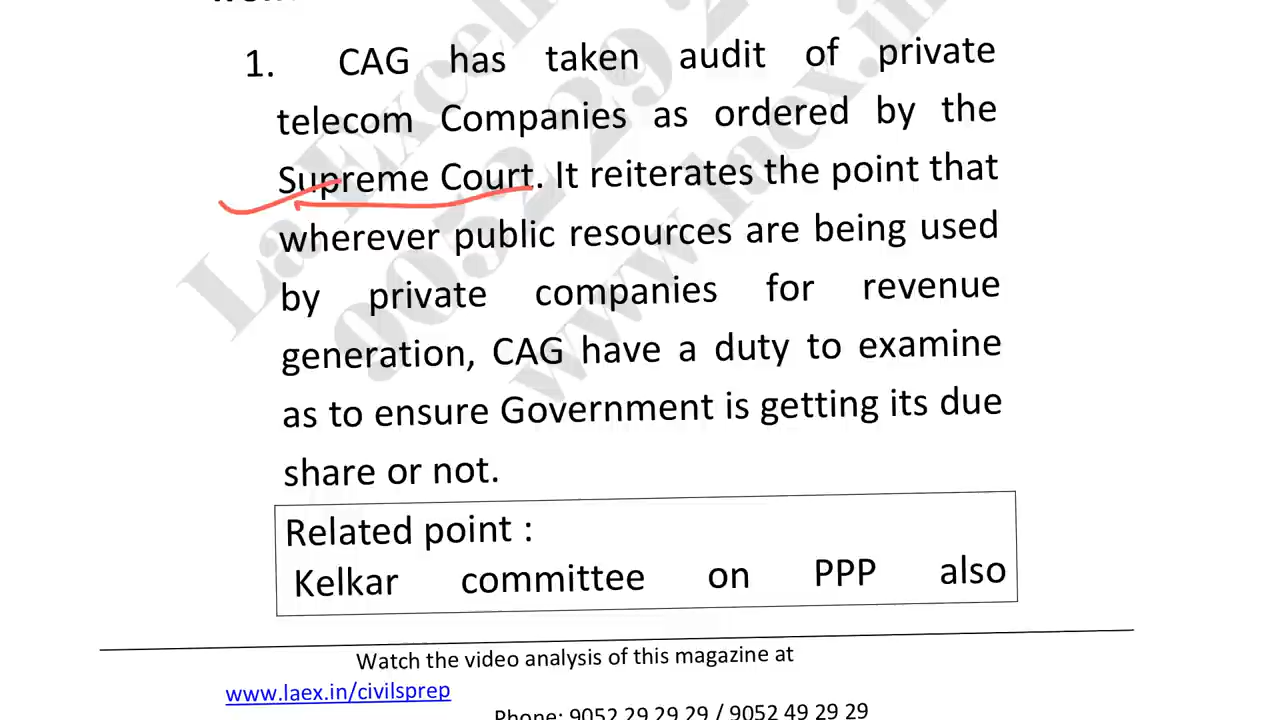 1. CAG has taken audit of private
telecom Companies as ordered by the
Supreme Court. It reiterates the point that
wherever public resources are being used
by private companies for revenue
generation, CAG have a duty to examine
as to ensure Government is getting its due
share or not.
Related point :
Kelkar committee on PPP also
Watch the video analysis of this magazine at
www.laex.in/civilsprep
Phone: 9052 29 29 29 / 9052 49 29 29